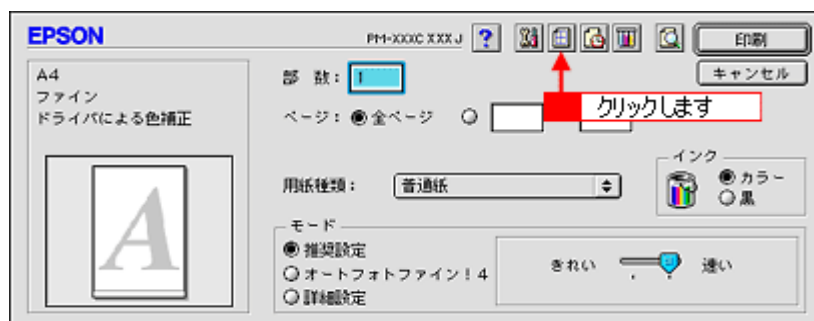 EPSON
PM-XXXC XXX J
?
印刷
キャンセル
A4
ファイン
ドライバによる色補正
部 数: 1
クリックします
ページ: 全ページ
インク
カラー
黒
用紙種類: 普通紙
モード
推奨設定
オートフォトファイン!4
詳細設定
きれい 速い
A